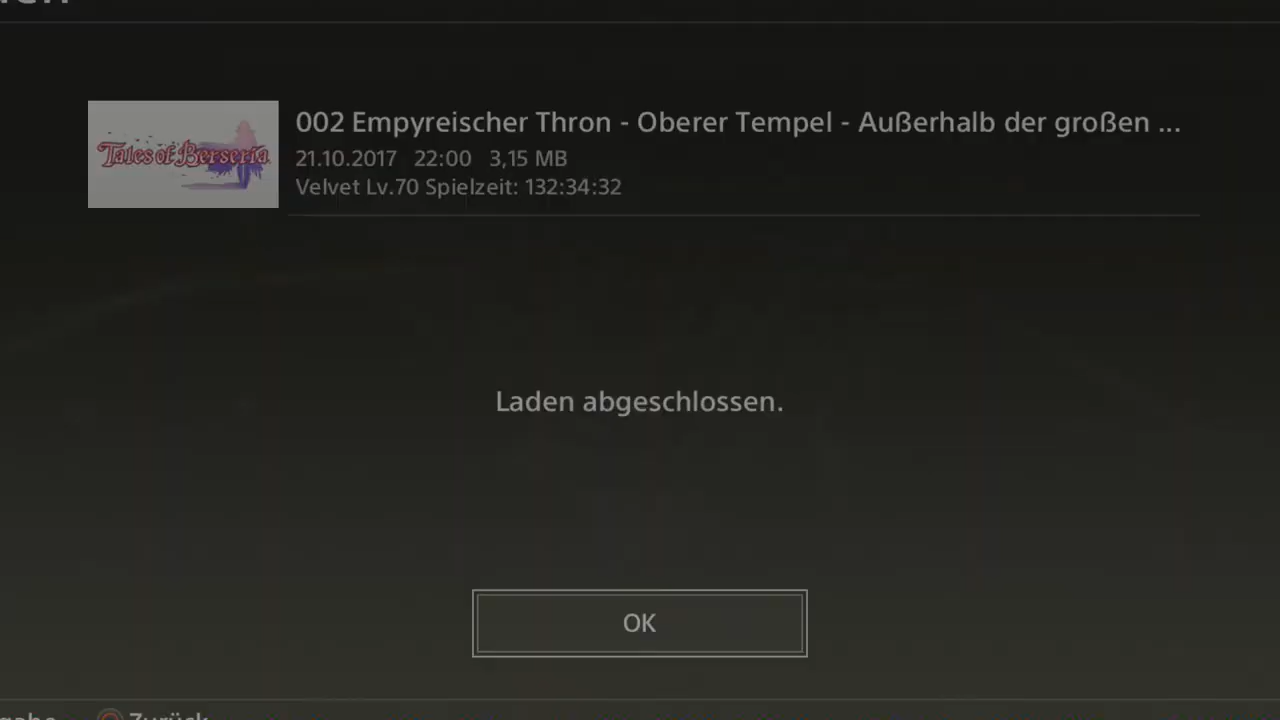 002 Empyreischer Thron - Oberer Tempel - Außerhalb der großen ...
Tales of Berseria
21.10.2017 22:00 3,15 MB
Velvet Lv.70 Spielzeit: 132:34:32
Laden abgeschlossen.
OK
Zurück